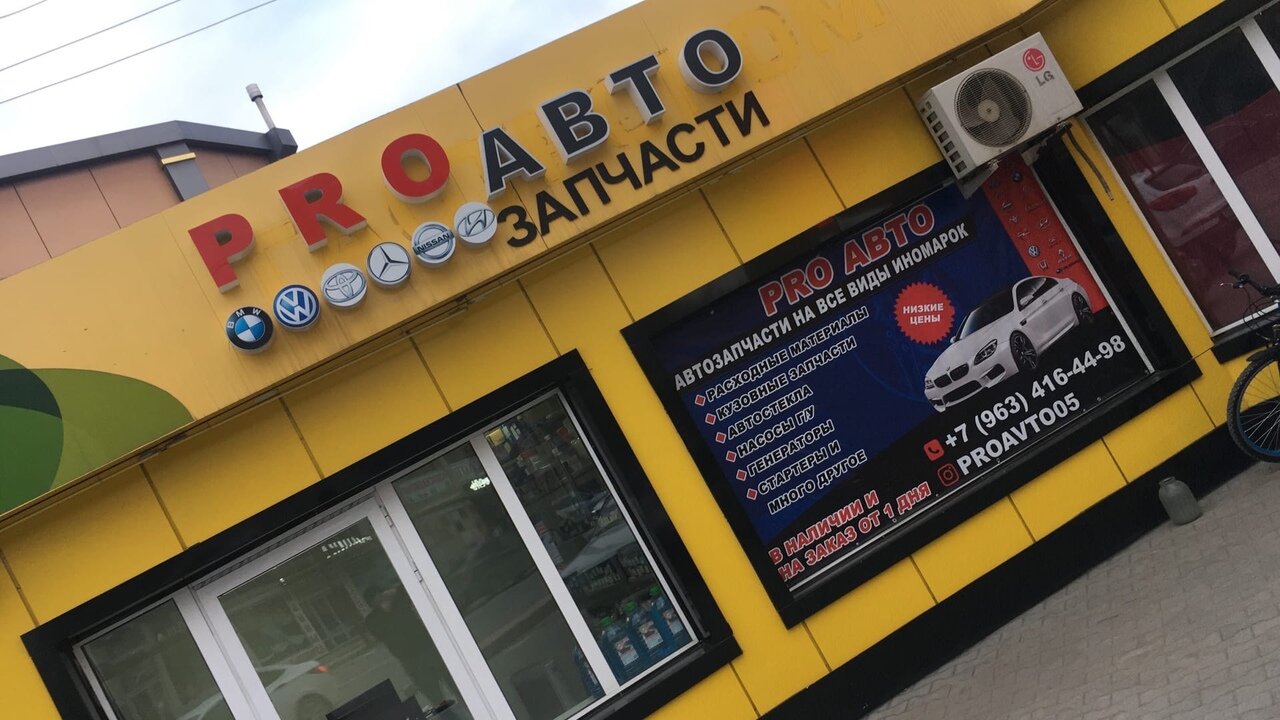 PROАВТО
ЗАПЧАСТИ
BMW
NISSAN
LG
PRO АВТО
АВТОЗАПЧАСТИ НА ВСЕ ВИДЫ ИНОМАРОК
РАСХОДНЫЕ МАТЕРИАЛЫ
КУЗОВНЫЕ ЗАПЧАСТИ
АВТОСТЕКЛА
НАСОСЫ Г/У
ГЕНЕРАТОРЫ
СТАРТЕРЫ И
МНОГО ДРУГОЕ
НИЗКИЕ
ЦЕНЫ
+7 (963) 416-44-98
PROAVTO05
В НАЛИЧИИ И
НА ЗАКАЗ ОТ 1 ДНЯ